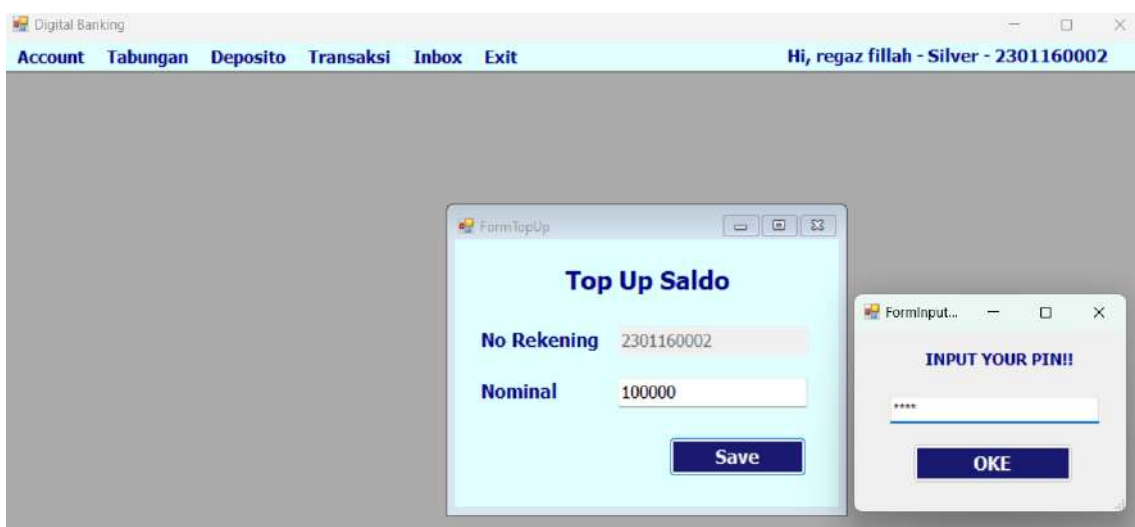 Digital Banking
Account Tabungan Deposito Transaksi Inbox Exit Hi, regaz fillah - Silver - 2301160002
FormTopUp
Top Up Saldo
No Rekening 2301160002
Nominal 100000
Save
FormInput...
INPUT YOUR PIN!!
****
OKE